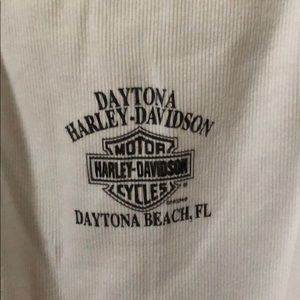 DAYTONA
HARLEY-DAVIDSON
MOTOR
HARLEY-DAVIDSON
CYCLES
®
DAYTONA BEACH, FL